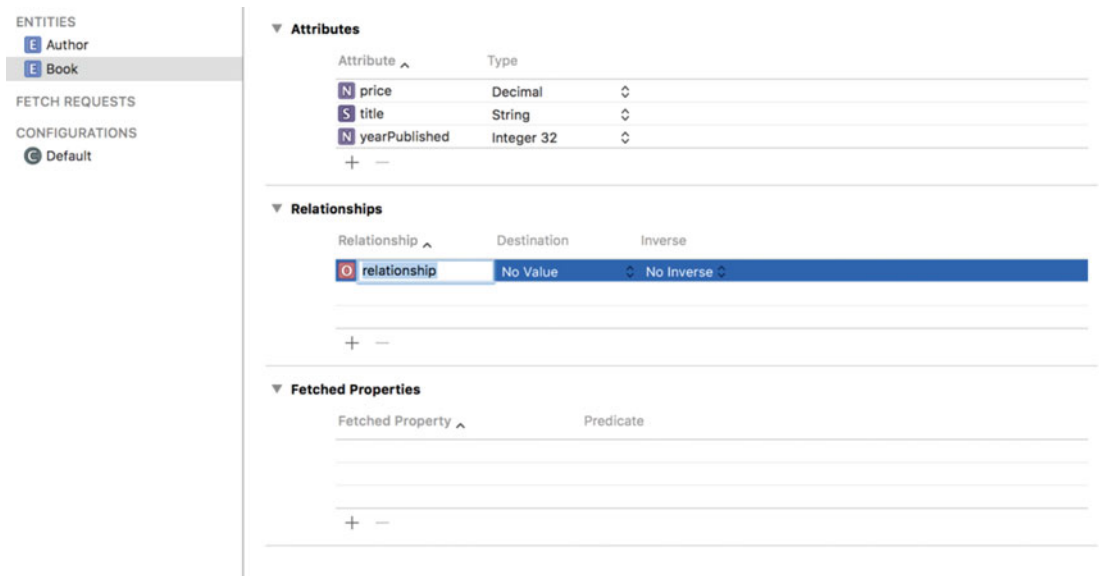 ENTITIES
E Author
E Book
FETCH REQUESTS
CONFIGURATIONS
C Default
Attributes
Attribute Type
N price Decimal
S title String
N yearPublished Integer 32
+ −
Relationships
Relationship Destination Inverse
O relationship No Value No Inverse
+ −
Fetched Properties
Fetched Property Predicate
+ −